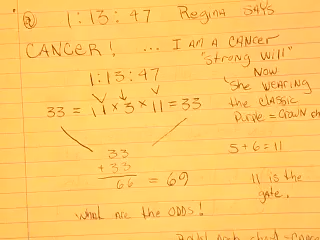 ② 1:13:47 Regina SAYS
CANCER! ... I AM A CANCER
"strong will"
1:13:47 NOW
"She WEARING
33 = 11 x 3 x 11 = 33 the CLASSIC
Purple = CROWN
33 5 + 6 = 11
+ 33
66 = 69 11 is the
gate.
what are the ODDS!